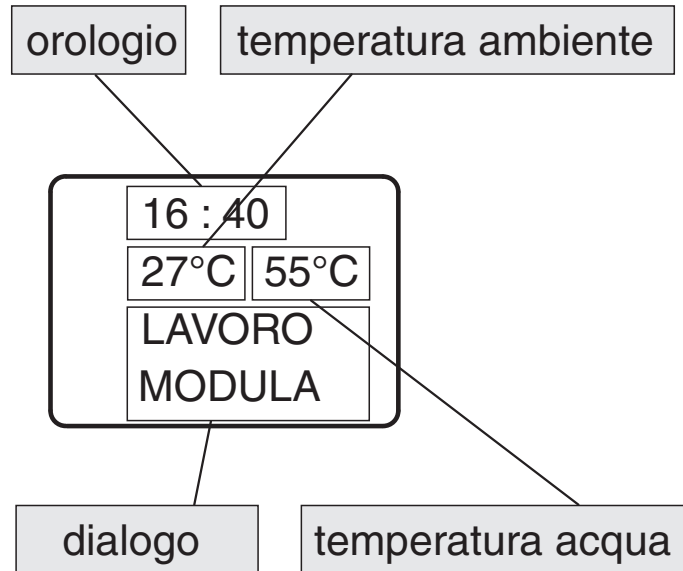 orologio
temperatura ambiente
16 : 40
27°C
55°C
LAVORO
MODULA
dialogo
temperatura acqua